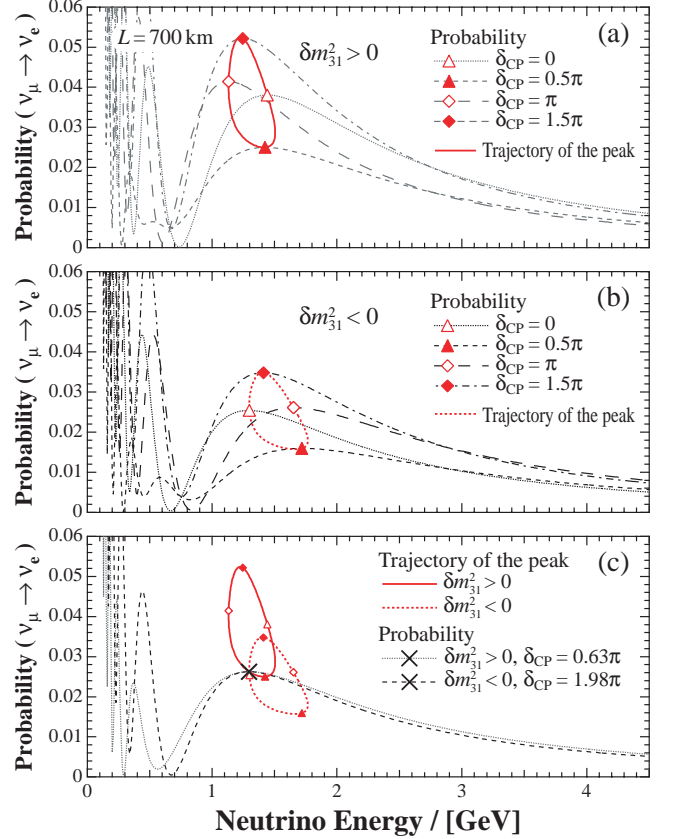 0.06
0.05
0.04
0.03
0.02
0.01
0
Probability ( νμ → νe )
L = 700 km
δm²₃₁ > 0
(a)
Probability
δCP = 0
δCP = 0.5π
δCP = π
δCP = 1.5π
Trajectory of the peak
0.06
0.05
0.04
0.03
0.02
0.01
0
Probability ( νμ → νe )
δm²₃₁ < 0
(b)
Probability
δCP = 0
δCP = 0.5π
δCP = π
δCP = 1.5π
Trajectory of the peak
0.06
0.05
0.04
0.03
0.02
0.01
0
Probability ( νμ → νe )
(c)
Trajectory of the peak
δm²₃₁ > 0
δm²₃₁ < 0
Probability
δm²₃₁ > 0, δCP = 0.63π
δm²₃₁ < 0, δCP = 1.98π
0 0.5 1 2 3 4
Neutrino Energy / [GeV]